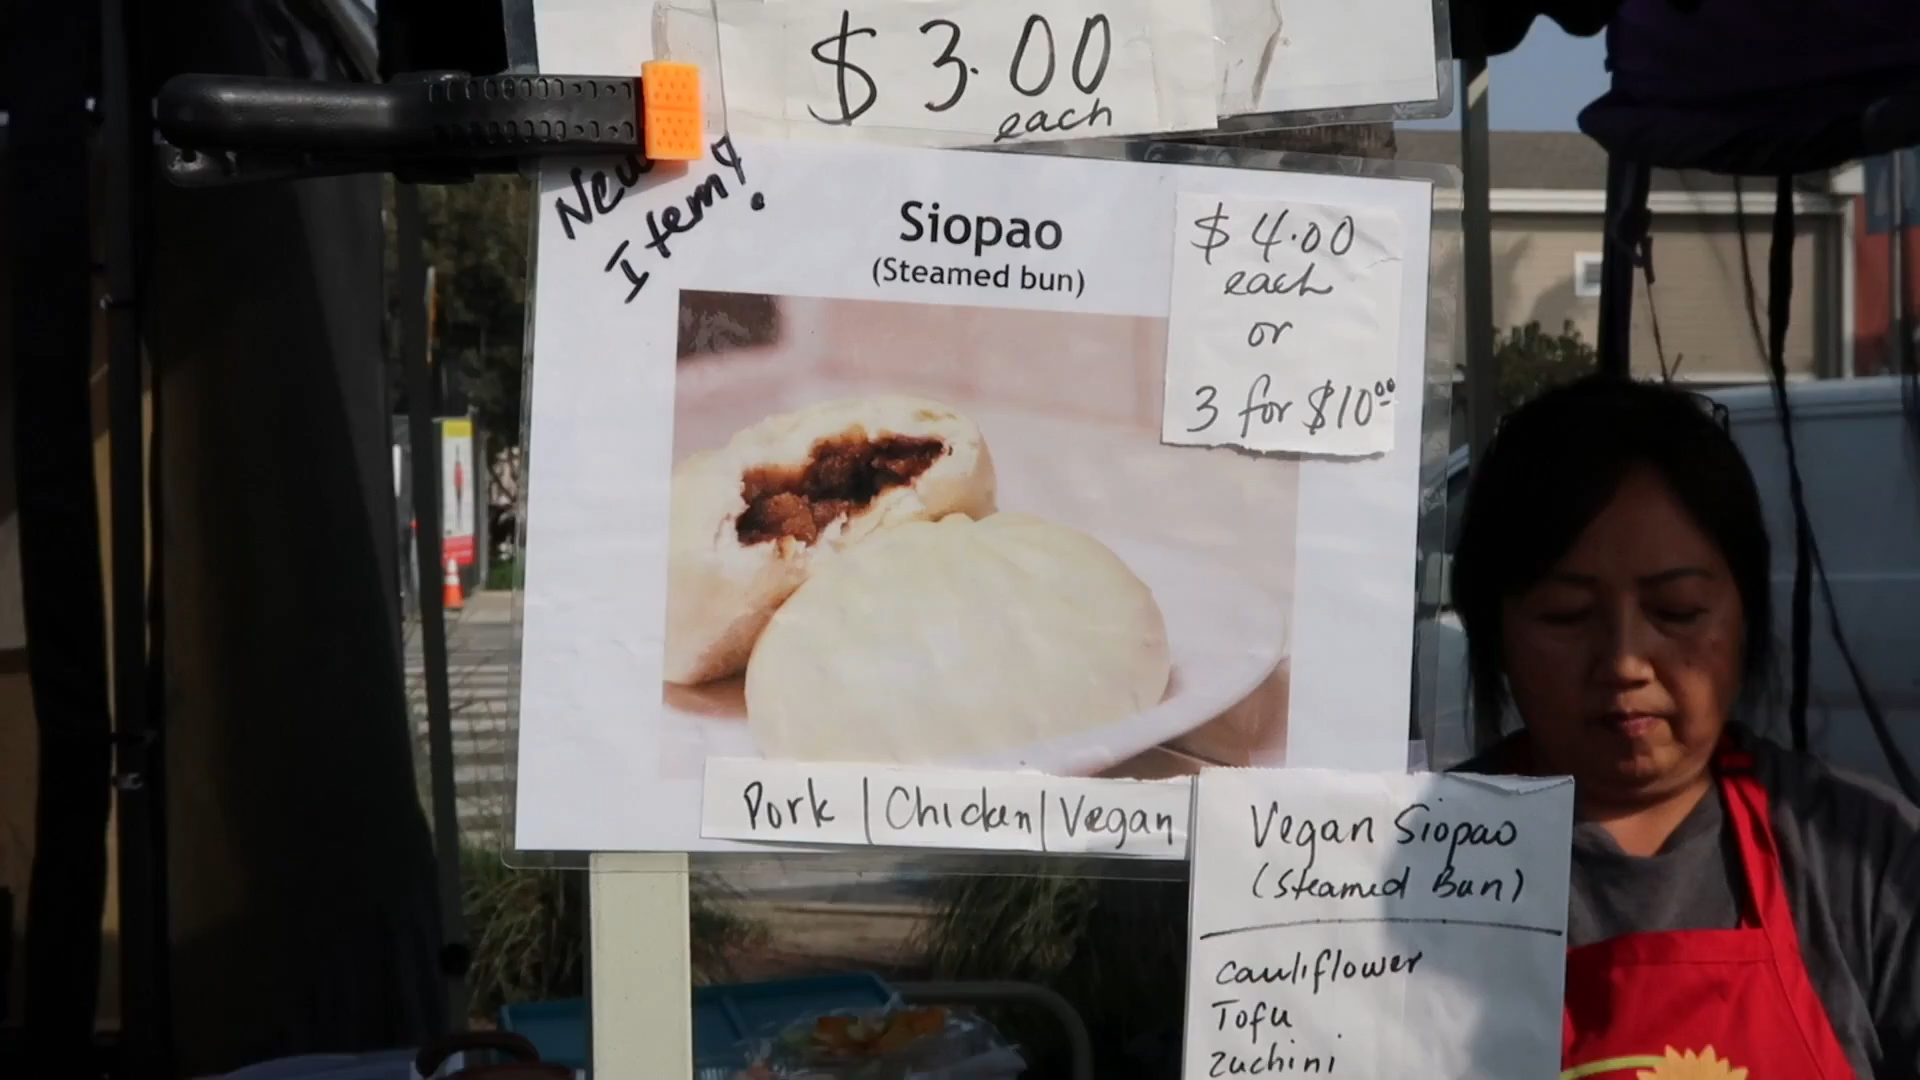 $3.00
each
New
Item!
Siopao
(Steamed bun)
$4.00
each
or
3 for $10.00
Pork | Chicken | Vegan
Vegan Siopao
(Steamed Bun)
Cauliflower
Tofu
Zuchini